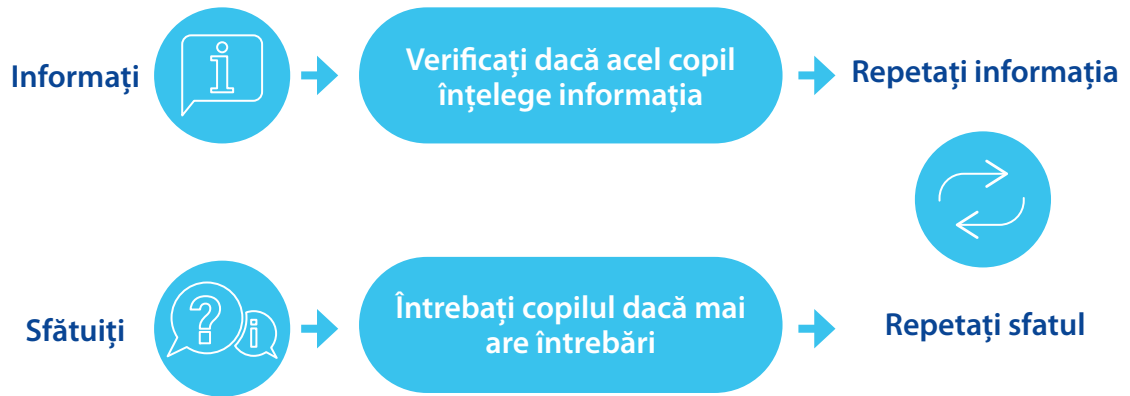 Informați
Verificați dacă acel copil
înțelege informația
Repetați informația
Sfătuiți
Întrebați copilul dacă mai
are întrebări
Repetați sfatul